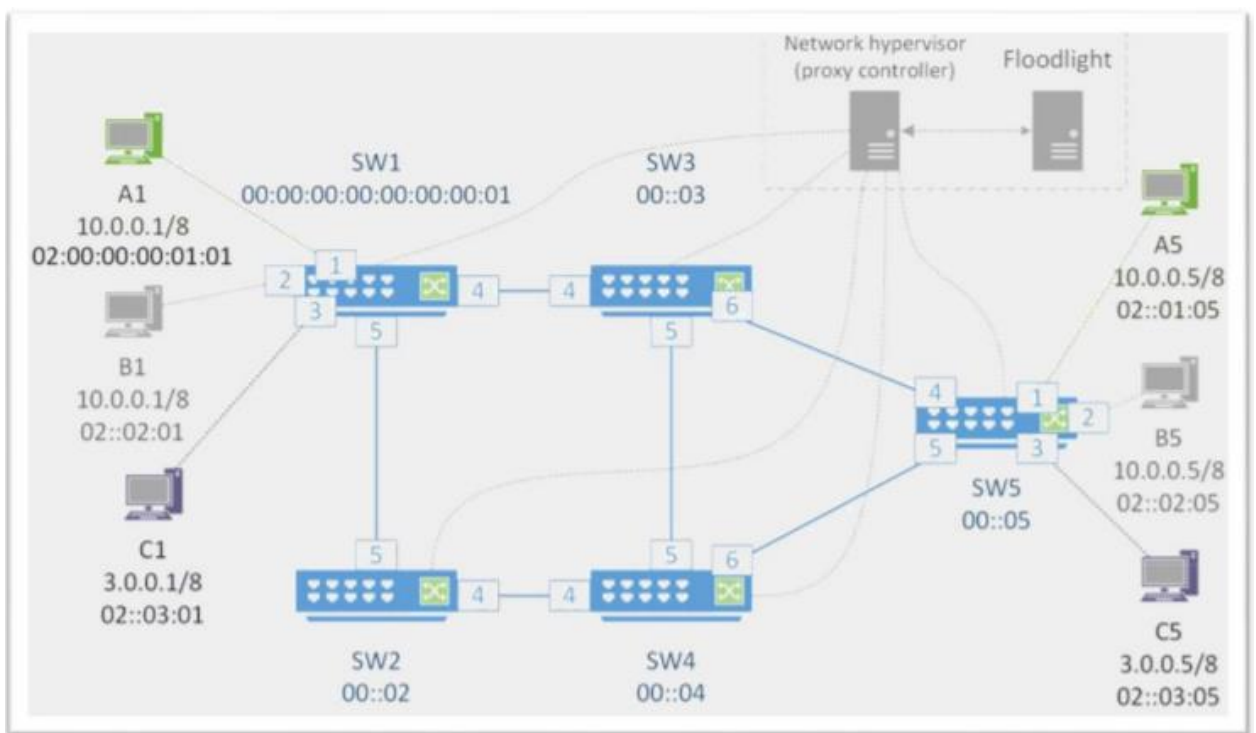 Network hypervisor
(proxy controller)
Floodlight
A1
10.0.0.1/8
02:00:00:00:01:01
SW1
00:00:00:00:00:00:00:01
SW3
00::03
A5
10.0.0.5/8
02::01:05
1
2
3
4
5
4
5
6
B1
10.0.0.1/8
02::02:01
4
1
2
5
3
B5
10.0.0.5/8
02::02:05
SW5
00::05
C1
3.0.0.1/8
02::03:01
5
4
4
5
6
C5
3.0.0.5/8
02::03:05
SW2
00::02
SW4
00::04